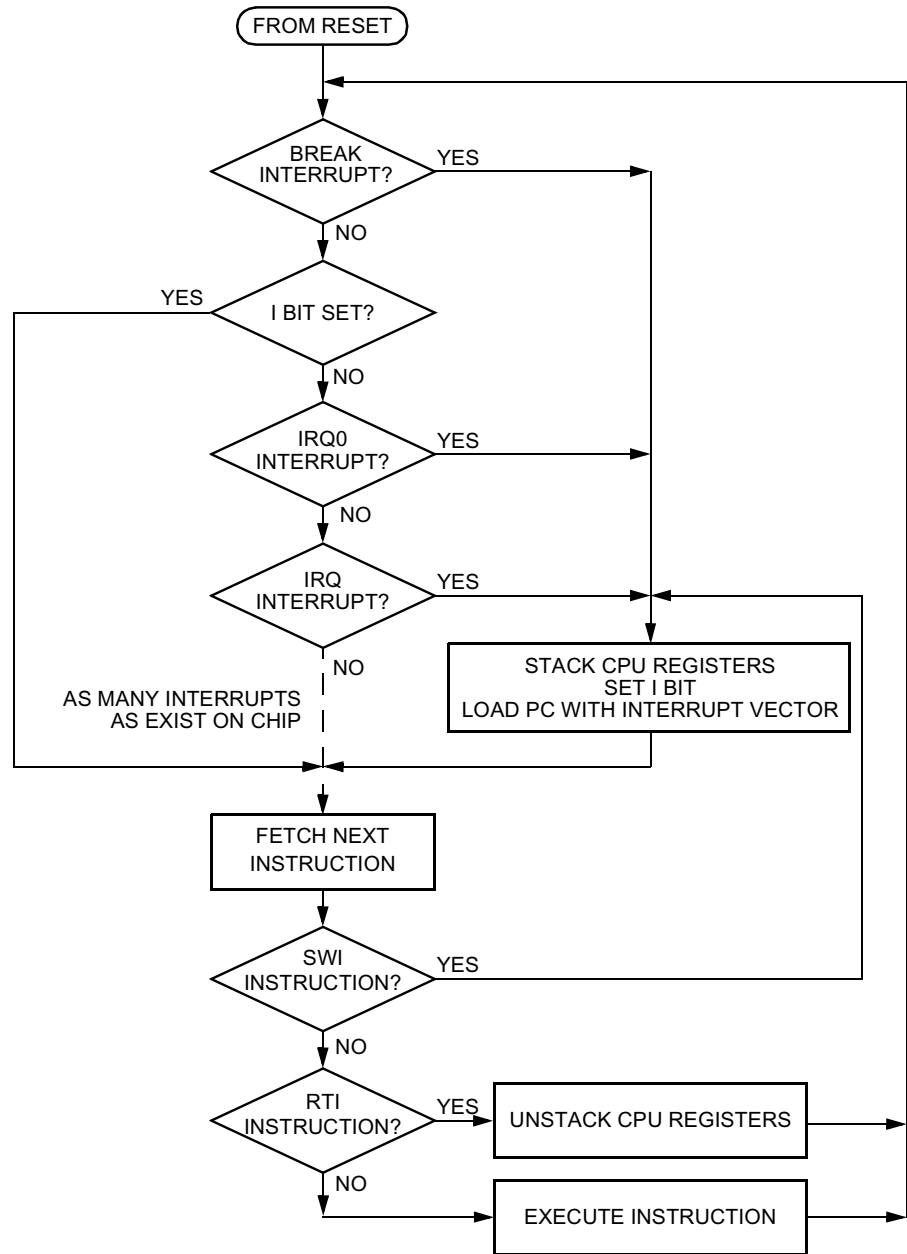 FROM RESET
BREAK
INTERRUPT?
YES
NO
YES
I BIT SET?
NO
IRQ0
INTERRUPT?
YES
NO
IRQ
INTERRUPT?
YES
NO
STACK CPU REGISTERS
SET I BIT
LOAD PC WITH INTERRUPT VECTOR
AS MANY INTERRUPTS
AS EXIST ON CHIP
FETCH NEXT
INSTRUCTION
SWI
INSTRUCTION?
YES
NO
RTI
INSTRUCTION?
YES
UNSTACK CPU REGISTERS
NO
EXECUTE INSTRUCTION